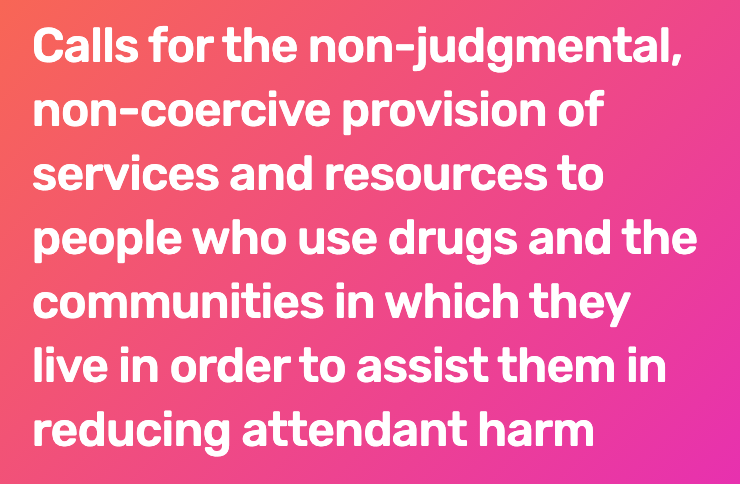 Calls for the non-judgmental,
non-coercive provision of
services and resources to
people who use drugs and the
communities in which they
live in order to assist them in
reducing attendant harm